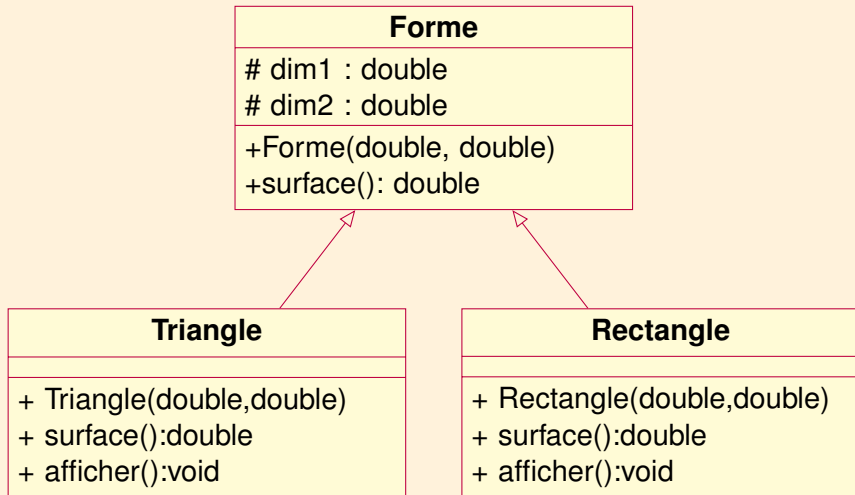 Forme
# dim1 : double
# dim2 : double
+Forme(double, double)
+surface(): double
Triangle
+ Triangle(double,double)
+ surface():double
+ afficher():void
Rectangle
+ Rectangle(double,double)
+ surface():double
+ afficher():void